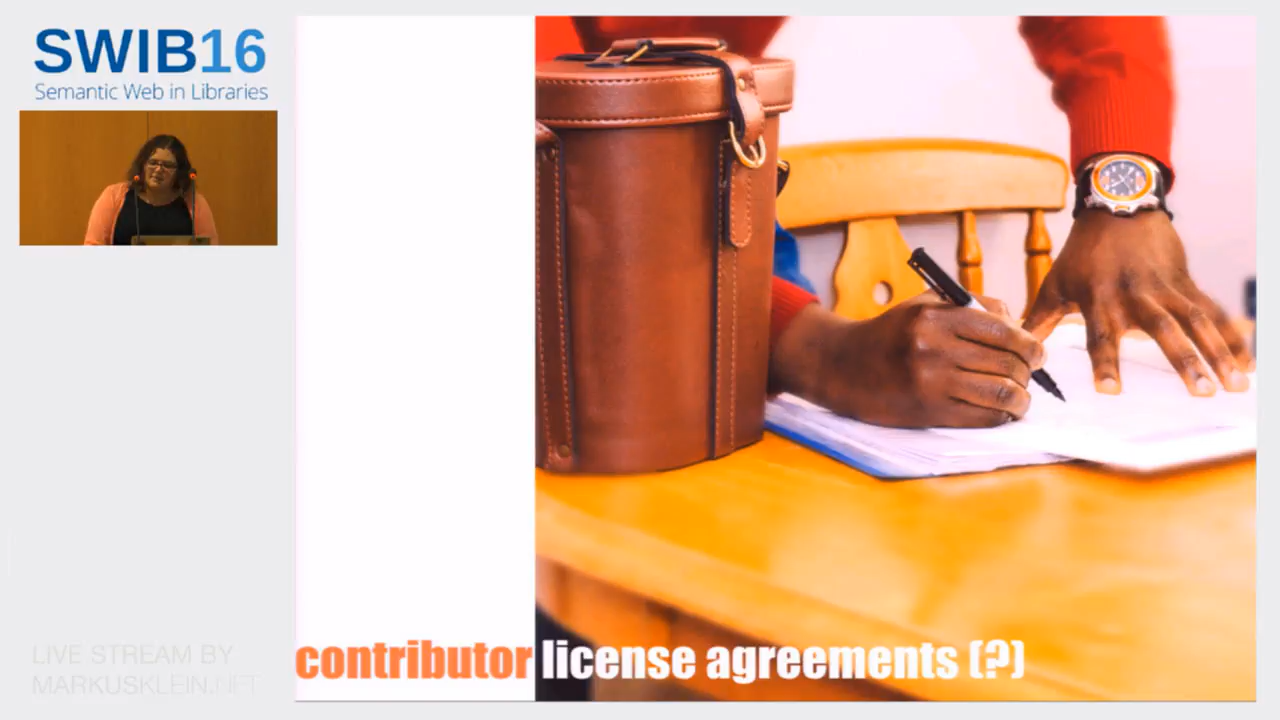 SWIB16
Semantic Web in Libraries
LIVE STREAM BY
MARKUSKLEIN.NET
contributor license agreements (?)